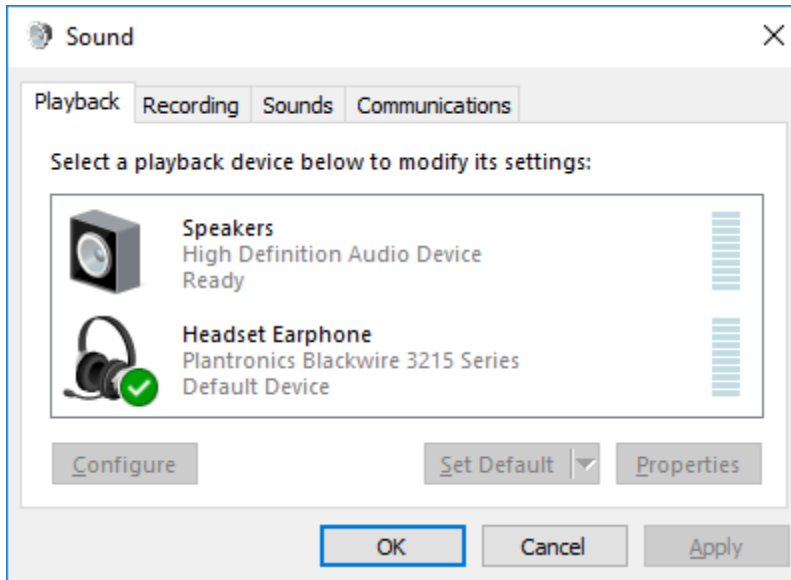 Sound
Playback Recording Sounds Communications
Select a playback device below to modify its settings:
Speakers
High Definition Audio Device
Ready
Headset Earphone
Plantronics Blackwire 3215 Series
Default Device
Configure Set Default Properties
OK Cancel Apply